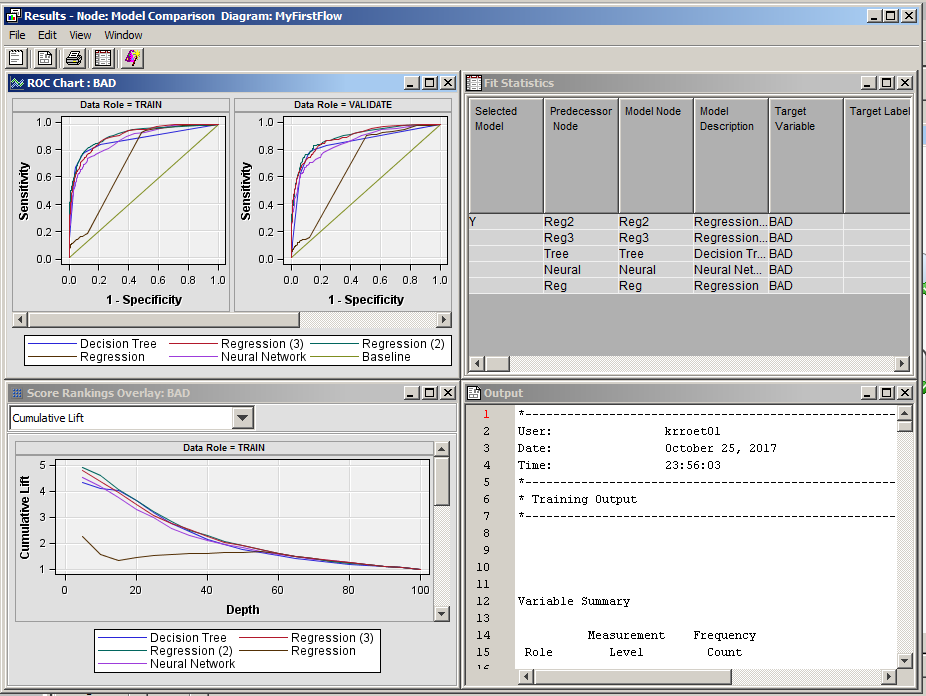 Results - Node: Model Comparison Diagram: MyFirstFlow
File Edit View Window
ROC Chart : BAD
Data Role = TRAIN
Data Role = VALIDATE
Sensitivity
1.0
0.8
0.6
0.4
0.2
0.0
0.0 0.2 0.4 0.6 0.8 1.0
1 - Specificity
Sensitivity
1.0
0.8
0.6
0.4
0.2
0.0
0.0 0.2 0.4 0.6 0.8 1.0
1 - Specificity
Decision Tree Regression (3) Regression (2)
Regression Neural Network Baseline
Fit Statistics
Selected Model Predecessor Node Model Node Model Description Target Variable Target Label
Y Reg2 Reg2 Regression... BAD
Reg3 Reg3 Regression... BAD
Tree Tree Decision Tr... BAD
Neural Neural Neural Net... BAD
Reg Reg Regression BAD
Score Rankings Overlay: BAD
Cumulative Lift
Data Role = TRAIN
Cumulative Lift
5
4
3
2
1
0 20 40 60 80 100
Depth
Decision Tree Regression (3)
Regression (2) Regression
Neural Network
Output
1 *------------------------------------------------------
2 User: krroet01
3 Date: October 25, 2017
4 Time: 23:56:03
5 *------------------------------------------------------
6 * Training Output
7 *------------------------------------------------------
8
9
10
11
12 Variable Summary
13
14 Measurement Frequency
15 Role Level Count